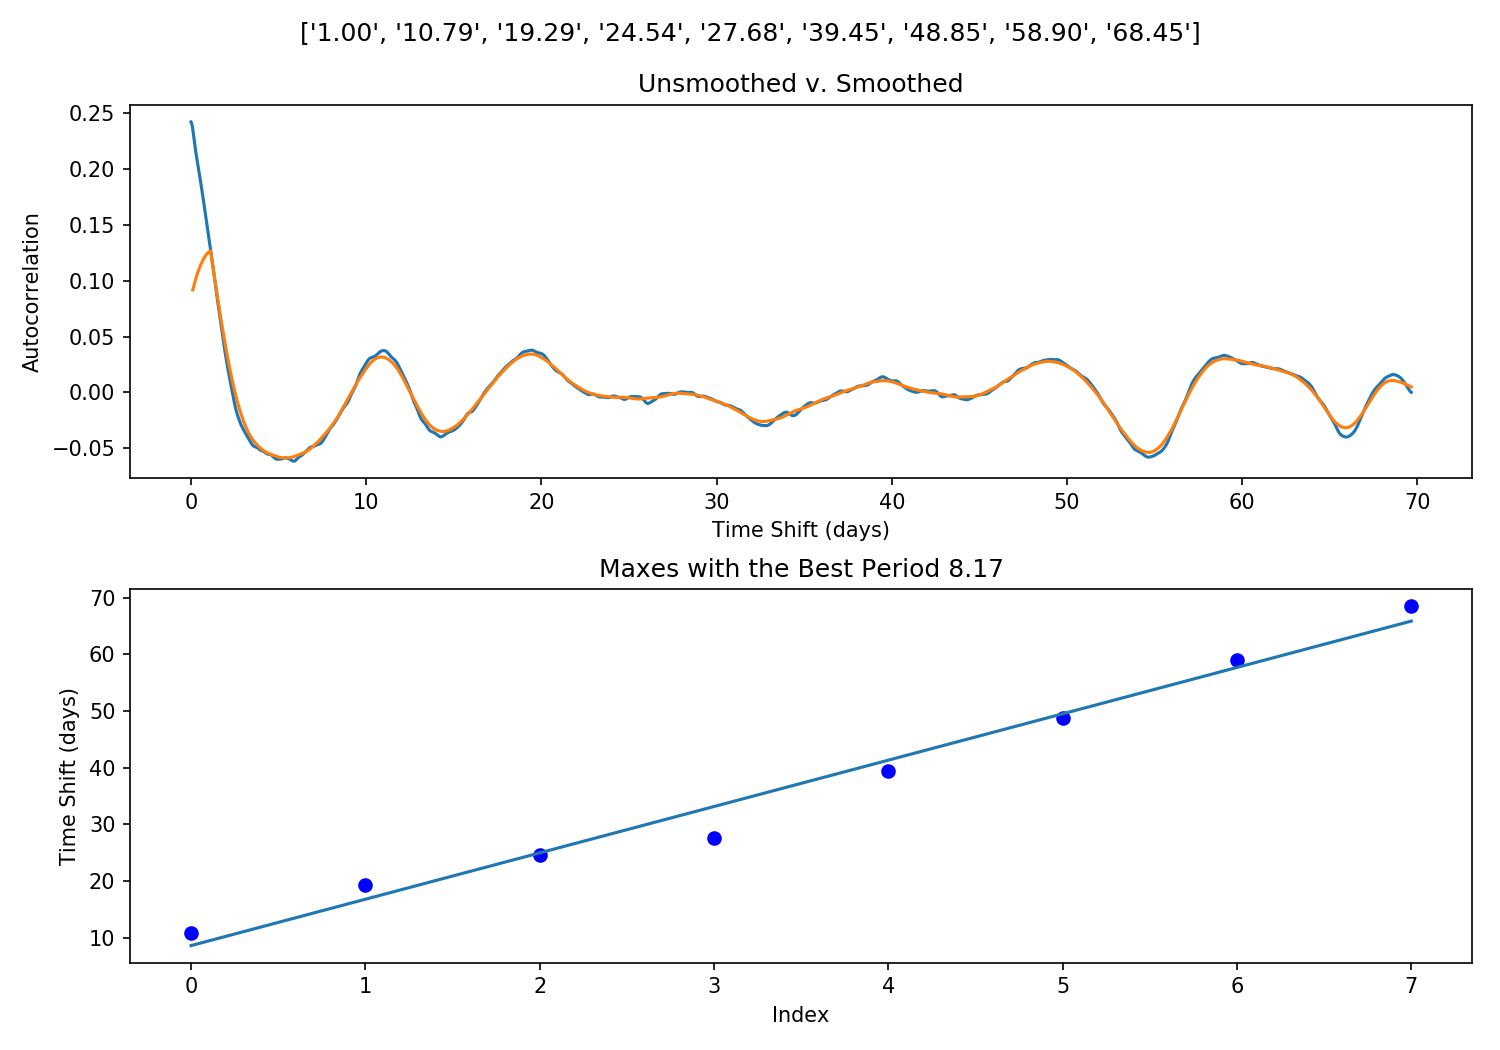 ['1.00', '10.79', '19.29', '24.54', '27.68', '39.45', '48.85', '58.90', '68.45']
Unsmoothed v. Smoothed
Autocorrelation
0.25
0.20
0.15
0.10
0.05
0.00
−0.05
0 10 20 30 40 50 60 70
Time Shift (days)
Maxes with the Best Period 8.17
Time Shift (days)
70
60
50
40
30
20
10
0 1 2 3 4 5 6 7
Index